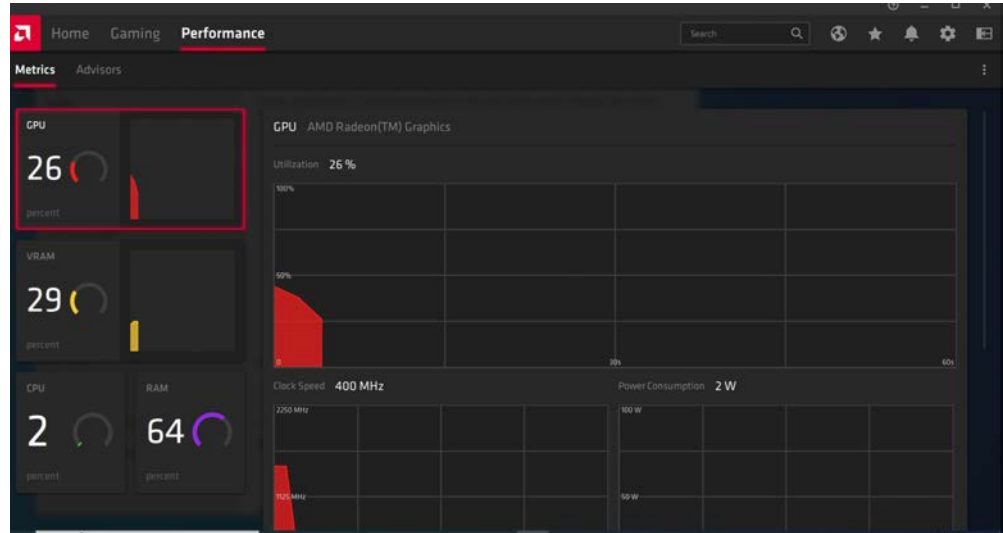 Home Gaming Performance
Search
Metrics Advisors
GPU
26
percent
VRAM
29
percent
CPU
2
percent
RAM
64
percent
GPU AMD Radeon(TM) Graphics
Utilization 26 %
100%
50%
0
30s
60s
Clock Speed 400 MHz
2250 MHz
1125 MHz
Power Consumption 2 W
100 W
50 W